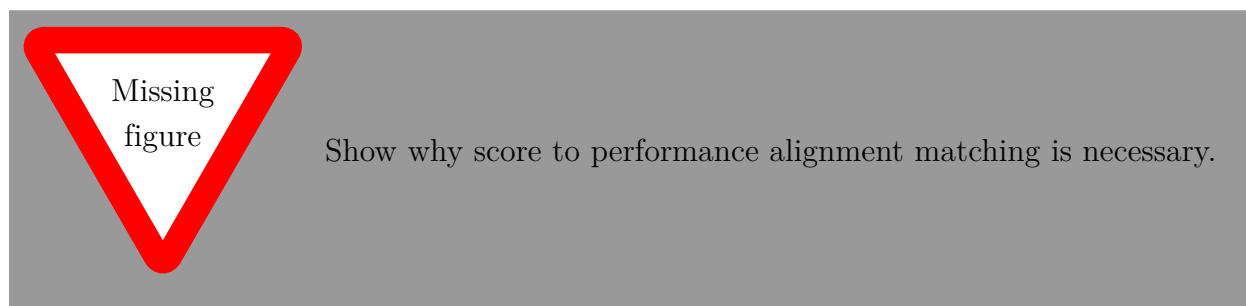 Missing
figure
Show why score to performance alignment matching is necessary.